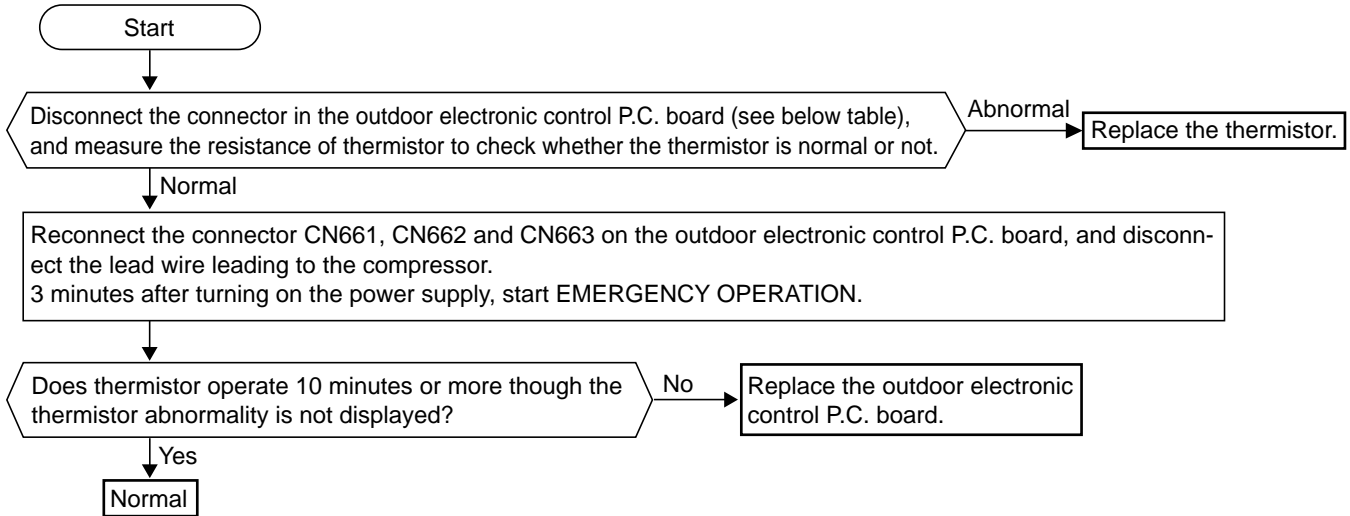 Start
Disconnect the connector in the outdoor electronic control P.C. board (see below table),
and measure the resistance of thermistor to check whether the thermistor is normal or not.
Abnormal
Replace the thermistor.
Normal
Reconnect the connector CN661, CN662 and CN663 on the outdoor electronic control P.C. board, and disconn-
ect the lead wire leading to the compressor.
3 minutes after turning on the power supply, start EMERGENCY OPERATION.
Does thermistor operate 10 minutes or more though the
thermistor abnormality is not displayed?
No
Replace the outdoor electronic
control P.C. board.
Yes
Normal